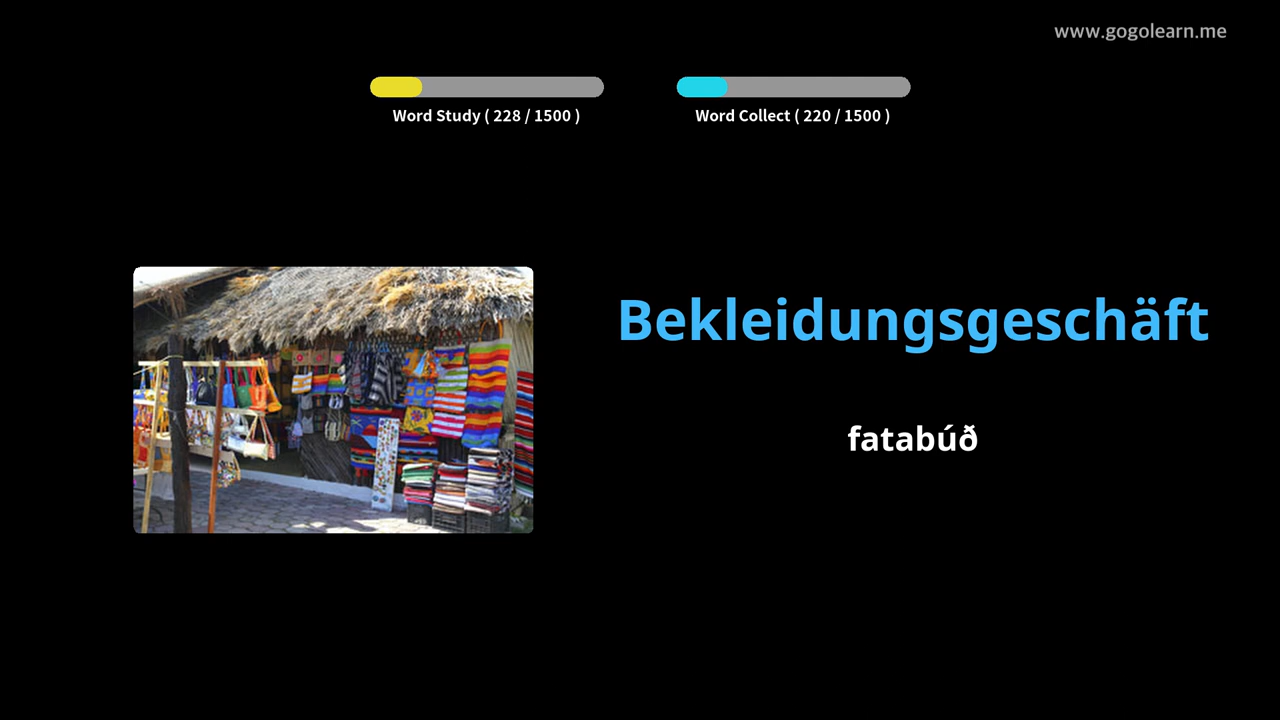 www.gogolearn.me
Word Study ( 228 / 1500 )
Word Collect ( 220 / 1500 )
Bekleidungsgeschäft
fatabúð